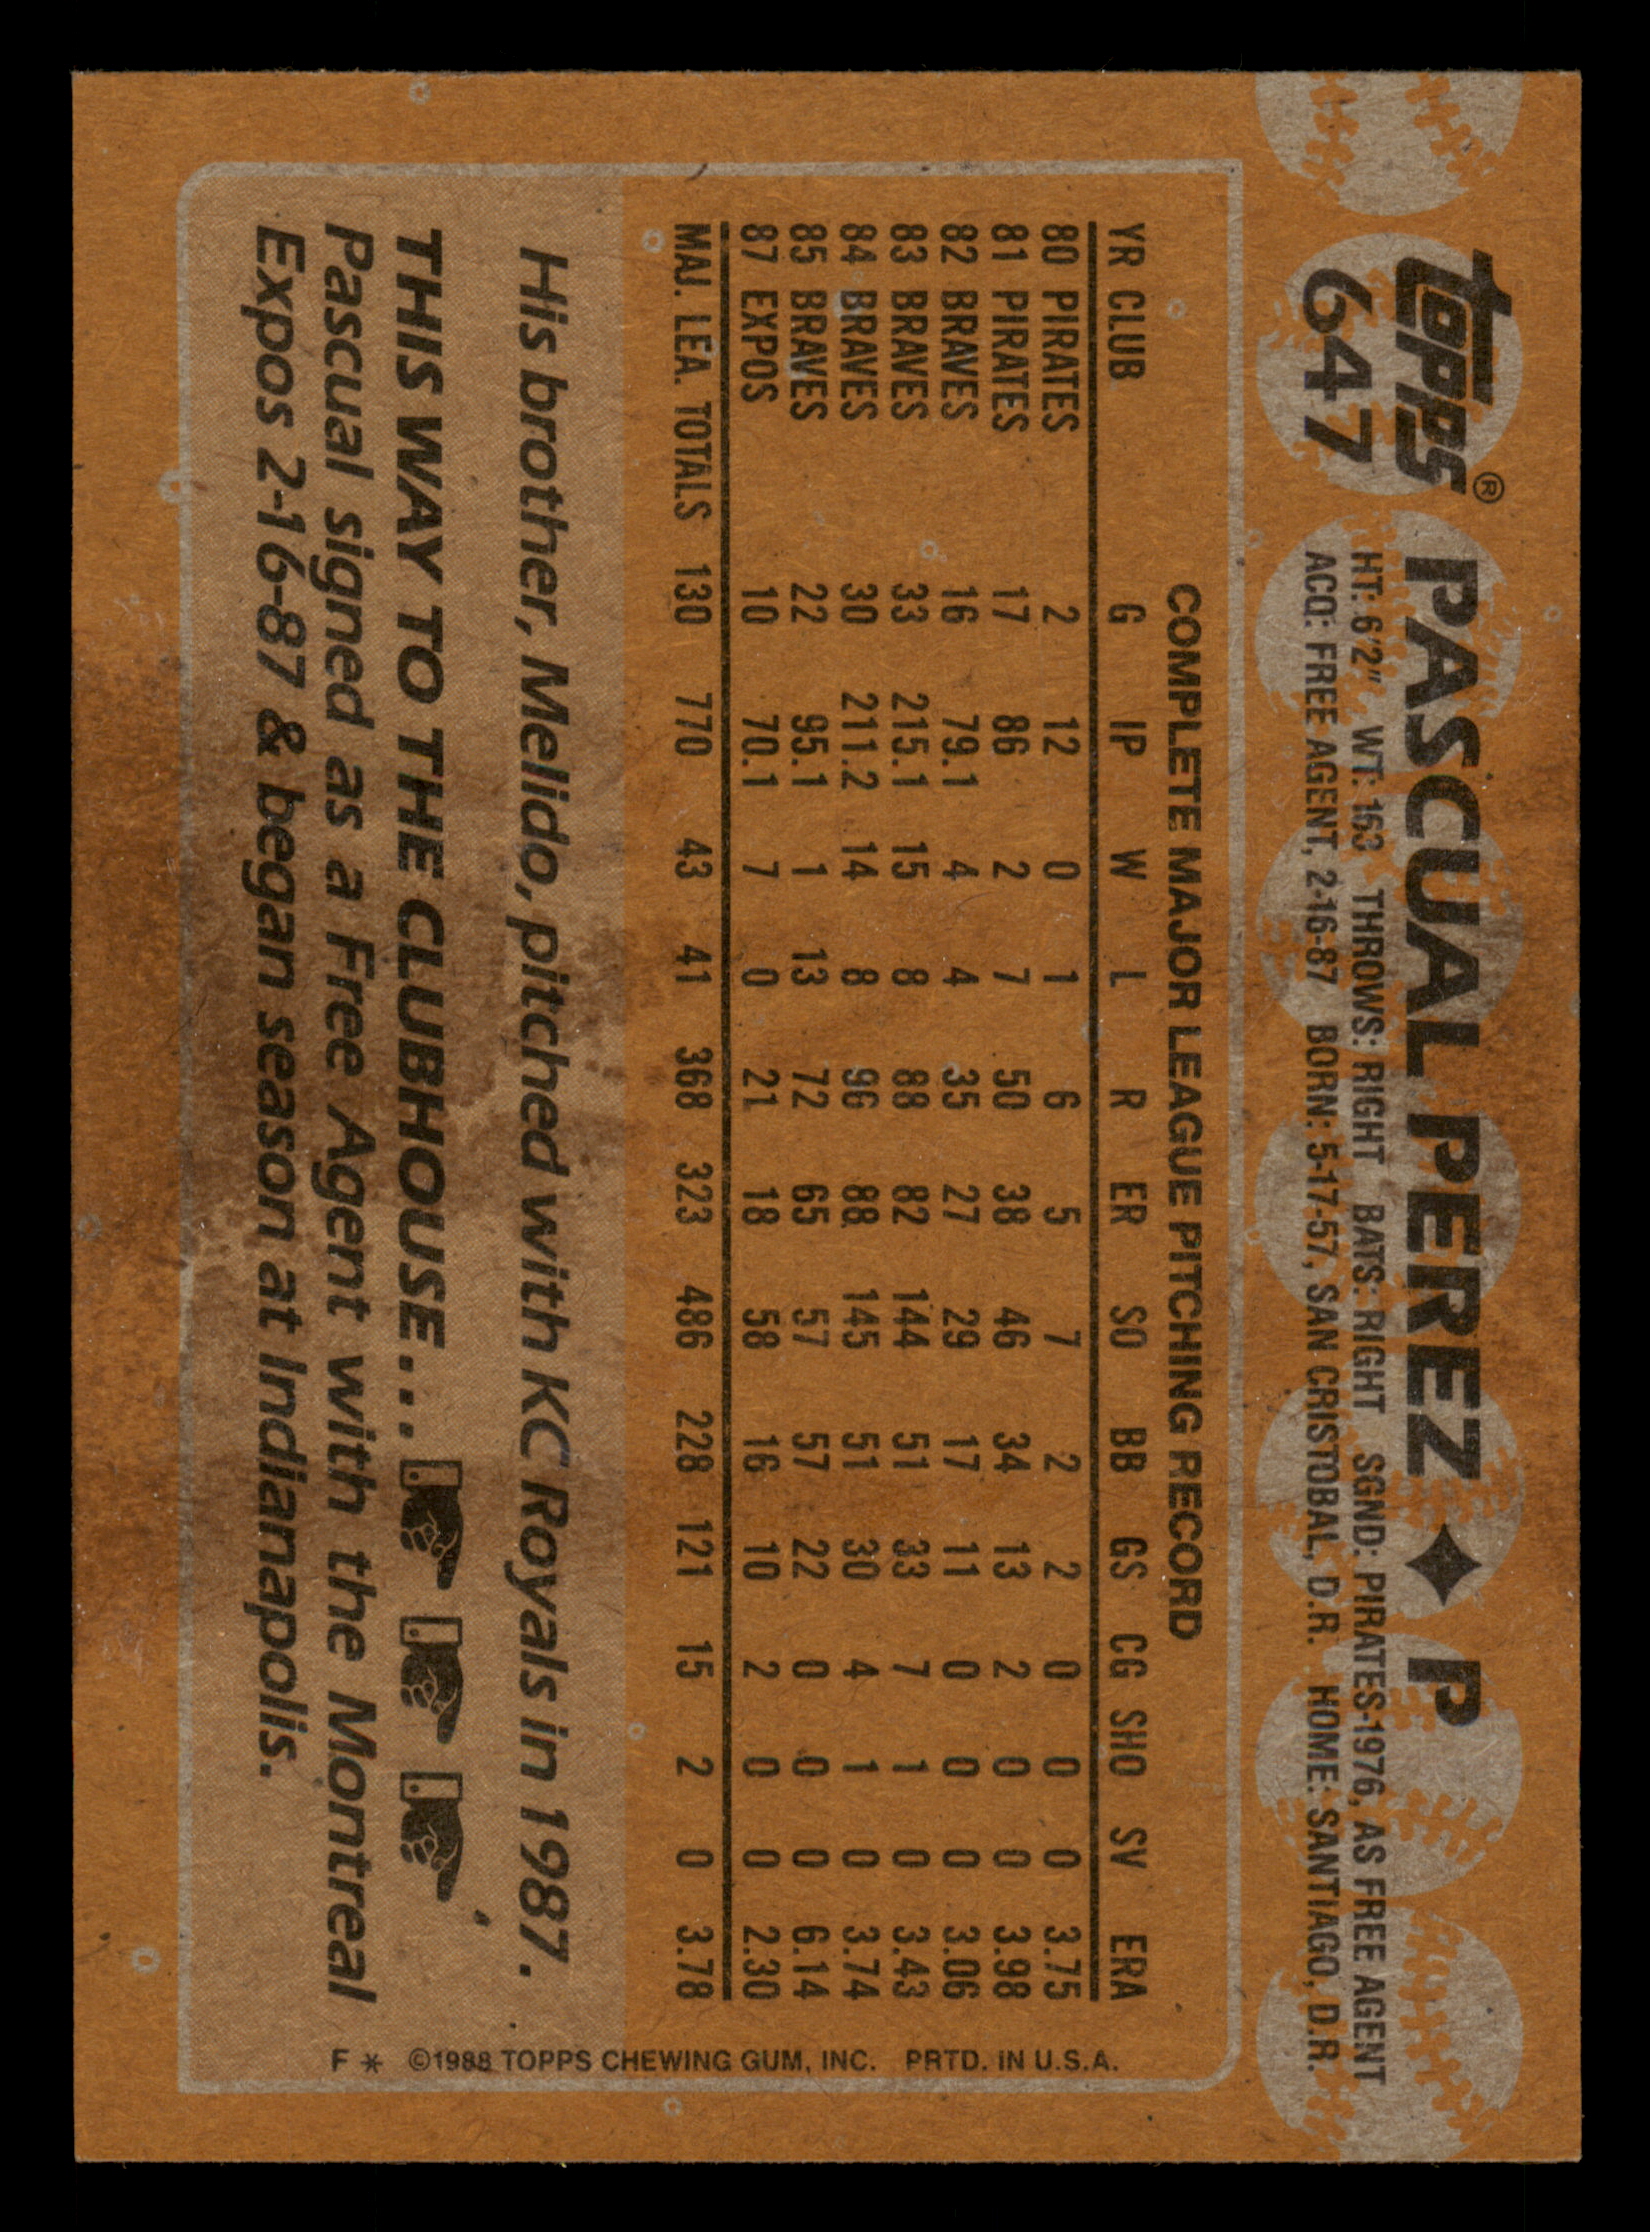 topps®
647
PASCUAL PEREZ ✦ P
HT: 6'2" WT: 163 THROWS: RIGHT BATS: RIGHT SGND: PIRATES-1976, AS FREE AGENT
ACQ: FREE AGENT, 2-16-87 BORN: 5-17-57, SAN CRISTOBAL, D.R. HOME: SANTIAGO, D.R.
COMPLETE MAJOR LEAGUE PITCHING RECORD
YR CLUB G IP W L R ER SO BB GS CG SHO SV ERA
80 PIRATES 2 12 0 1 6 5 7 2 2 0 0 0 3.75
81 PIRATES 17 86 2 7 50 38 46 34 13 2 0 0 3.98
82 BRAVES 16 79.1 4 4 35 27 29 17 11 0 0 0 3.06
83 BRAVES 33 215.1 15 8 88 82 144 51 33 7 1 0 3.43
84 BRAVES 30 211.2 14 8 96 88 145 51 30 4 1 0 3.74
85 BRAVES 22 95.1 1 13 72 65 57 57 22 0 0 0 6.14
87 EXPOS 10 70.1 7 0 21 18 58 16 10 2 0 0 2.30
MAJ. LEA. TOTALS 130 770 43 41 368 323 486 228 121 15 2 0 3.78
His brother, Melido, pitched with KC Royals in 1987.
THIS WAY TO THE CLUBHOUSE...
Pascual signed as a Free Agent with the Montreal
Expos 2-16-87 & began season at Indianapolis.
F * ©1988 TOPPS CHEWING GUM, INC. PRTD. IN U.S.A.